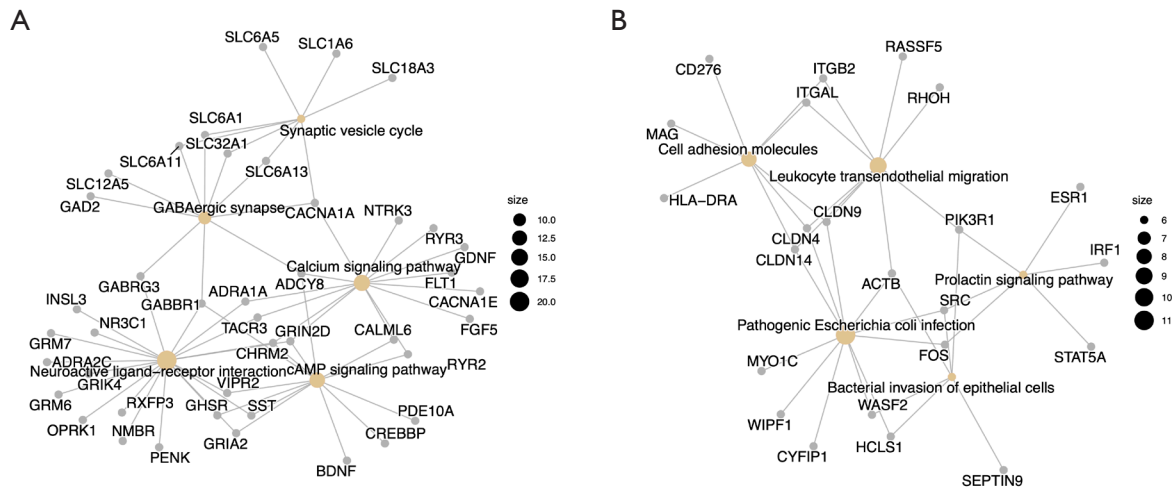 A
SLC6A5
SLC1A6
SLC18A3
SLC6A1
Synaptic vesicle cycle
SLC32A1
SLC6A11
SLC6A13
SLC12A5
GAD2
GABAergic synapse
CACNA1A
NTRK3
RYR3
GDNF
Calcium signaling pathway
FLT1
GABRG3
ADCY8
CACNA1E
INSL3
GABBR1
ADRA1A
FGF5
NR3C1
TACR3
GRIN2D
CALML6
GRM7
CHRM2
ADRA2C
RYR2
Neuroactive ligand-receptor interaction
cAMP signaling pathway
GRIK4
VIPR2
GRM6
RXFP3
GHSR
SST
PDE10A
OPRK1
NMBR
GRIA2
CREBBP
PENK
BDNF
size
10.0
12.5
15.0
17.5
20.0
B
RASSF5
CD276
ITGB2
ITGAL
RHOH
MAG
Cell adhesion molecules
Leukocyte transendothelial migration
HLA-DRA
CLDN9
ESR1
PIK3R1
CLDN4
CLDN14
IRF1
ACTB
Prolactin signaling pathway
SRC
Pathogenic Escherichia coli infection
MYO1C
FOS
STAT5A
Bacterial invasion of epithelial cells
WASF2
WIPF1
HCLS1
CYFIP1
SEPTIN9
size
6
7
8
9
10
11